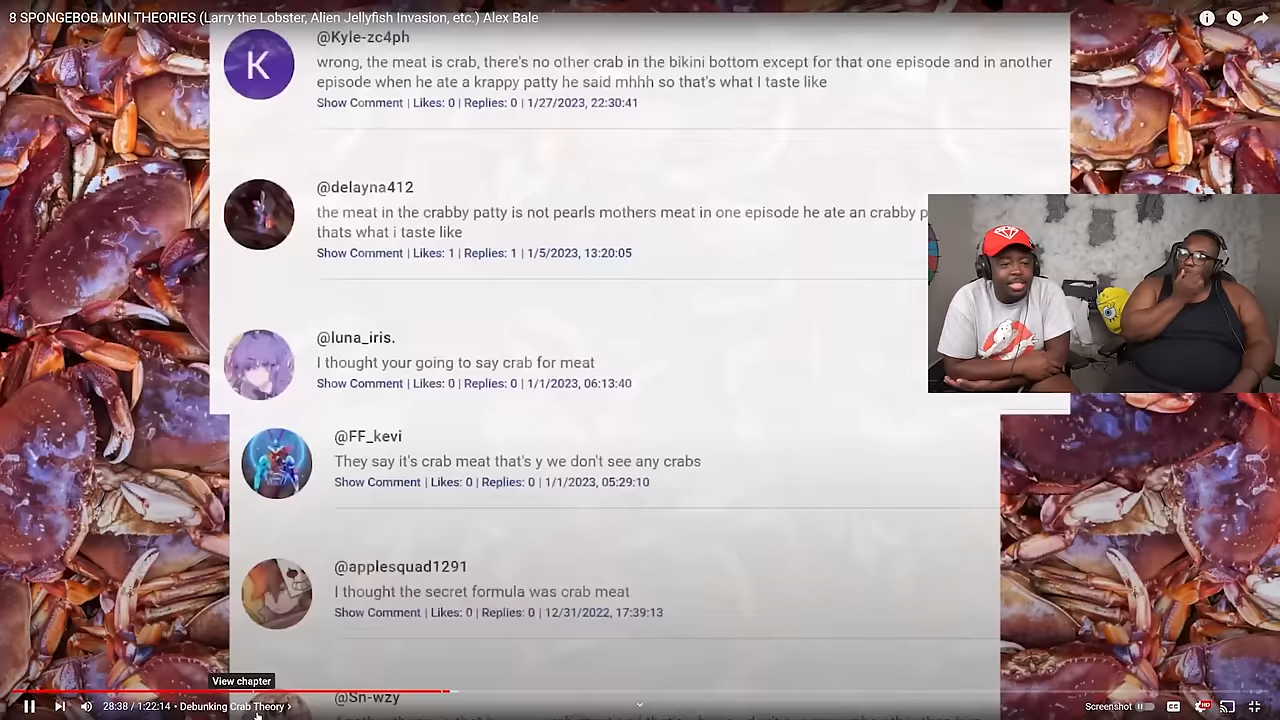 8 SPONGEBOB MINI THEORIES (Larry the Lobster, Alien Jellyfish Invasion, etc.) Alex Bale
K
@Kyle-zc4ph
wrong, the meat is crab, there's no other crab in the bikini bottom except for that one episode and in another
episode when he ate a krappy patty he said mhhh so that's what I taste like
Show Comment | Likes: 0 | Replies: 0 | 1/27/2023, 22:30:41
@delayna412
the meat in the crabby patty is not pearls mothers meat in one episode he ate an crabby p
thats what i taste like
Show Comment | Likes: 1 | Replies: 1 | 1/5/2023, 13:20:05
@luna_iris.
I thought your going to say crab for meat
Show Comment | Likes: 0 | Replies: 0 | 1/1/2023, 06:13:40
@FF_kevi
They say it's crab meat that's y we don't see any crabs
Show Comment | Likes: 0 | Replies: 0 | 1/1/2023, 05:29:10
@applesquad1291
I thought the secret formula was crab meat
Show Comment | Likes: 0 | Replies: 0 | 12/31/2022, 17:39:13
View chapter
@Sn-wzy
28:38 / 1:22:14 • Debunking Crab Theory >
Screenshot
CC
HD